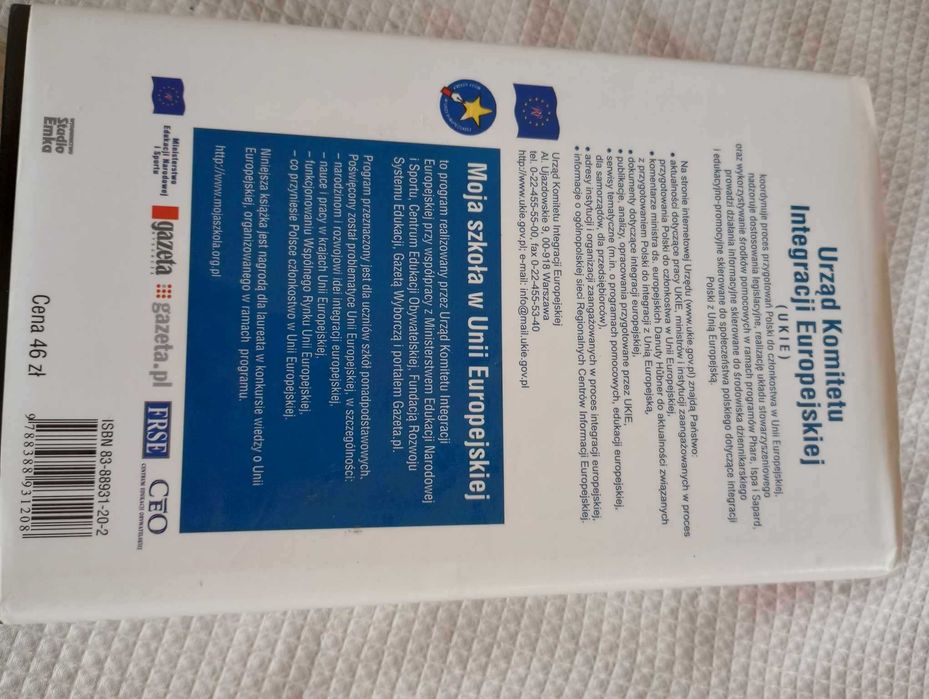 Urząd Komitetu
Integracji Europejskiej
(UKIE)
koordynuje proces przygotowań Polski do członkostwa w Unii Europejskiej,
nadzoruje dostosowania legislacyjne, realizację układu stowarzyszeniowego
oraz wykorzystywanie środków pomocowych w ramach programów Phare, Ispa i Sapard,
prowadzi działania informacyjne skierowane do środowiska dziennikarskiego
i edukacyjno-promocyjne skierowane do społeczeństwa polskiego dotyczące integracji
Polski z Unią Europejską.
Na stronie internetowej Urzędu (www.ukie.gov.pl) znajdą Państwo:
• aktualności dotyczące pracy UKIE, ministrów i instytucji zaangażowanych w proces
przygotowania Polski do członkostwa w Unii Europejskiej,
• komentarze ministra ds. europejskich Danuty Hübner do aktualności związanych
z przygotowaniem Polski do integracji z Unią Europejską,
• dokumenty dotyczące integracji europejskiej,
• publikacje, analizy, opracowania przygotowane przez UKIE,
• serwisy tematyczne (m.in. o programach pomocowych, edukacji europejskiej,
dla samorządów, dla przedsiębiorców)
• adresy instytucji i organizacji zaangażowanych w proces integracji europejskiej,
• informacje o ogólnopolskiej sieci Regionalnych Centrów Informacji Europejskiej.
Urząd Komitetu Integracji Europejskiej
Al. Ujazdowskie 9, 00-918 Warszawa
tel. 0-22-455-55-00, fax 0-22-455-53-40
http://www.ukie.gov.pl; e-mail: info@mail.ukie.gov.pl
Moja szkoła w Unii Europejskiej
to program realizowany przez Urząd Komitetu Integracji
Europejskiej przy współpracy z Ministerstwem Edukacji Narodowej
i Sportu, Centrum Edukacji Obywatelskiej, Fundacją Rozwoju
Systemu Edukacji, Gazetą Wyborczą i portalem Gazeta.pl.
Program przeznaczony jest dla uczniów szkół ponadpodstawowych.
Poświęcony został problematyce Unii Europejskiej, w szczególności:
– narodzinom i rozwojowi idei integracji europejskiej,
– nauce i pracy w krajach Unii Europejskiej,
– funkcjonowaniu Wspólnego Rynku Unii Europejskiej,
– co przyniesie Polsce członkostwo w Unii Europejskiej.
Niniejsza książka jest nagrodą dla laureata w konkursie wiedzy o Unii
Europejskiej, organizowanego w ramach programu.
http://www.mojaszkola.org.pl
Ministerstwo
Edukacji Narodowej
i Sportu
gazeta
gazeta.pl
FRSE
CEO
CENTRUM EDUKACJI OBYWATELSKIEJ
WYDAWNICTWO
Studio
Emka
Cena 46 zł
ISBN 83-88931-20-2
9 788388 931208